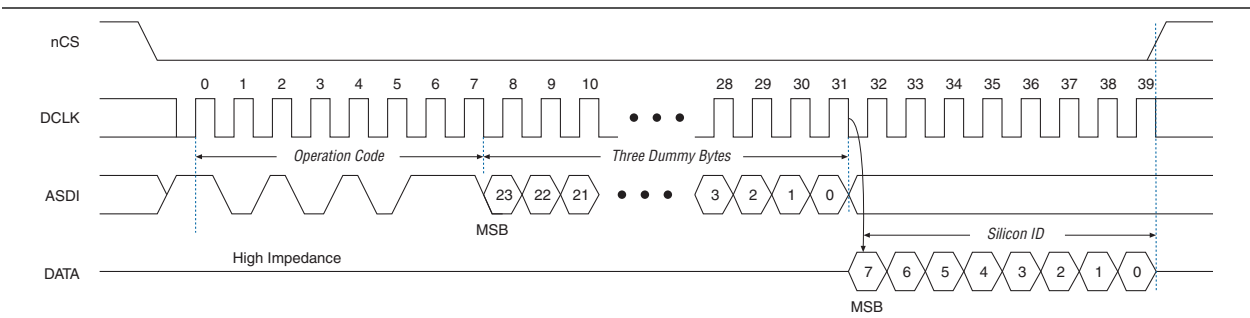 nCS
0 1 2 3 4 5 6 7 8 9 10 28 29 30 31 32 33 34 35 36 37 38 39
DCLK
Operation Code Three Dummy Bytes
ASDI 23 22 21 3 2 1 0
MSB
Silicon ID
High Impedance
DATA 7 6 5 4 3 2 1 0
MSB